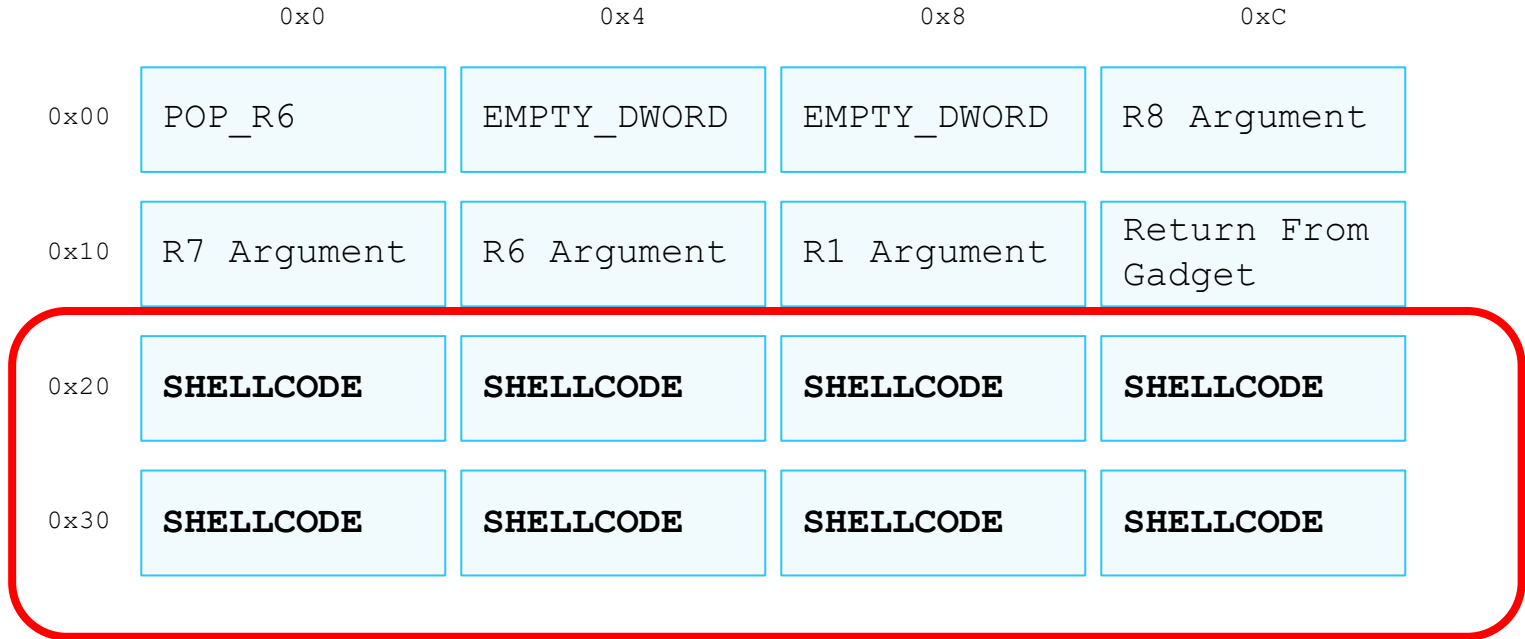 0x0 0x4 0x8 0xC
0x00 POP_R6 EMPTY_DWORD EMPTY_DWORD R8 Argument
0x10 R7 Argument R6 Argument R1 Argument Return From
Gadget
0x20 SHELLCODE SHELLCODE SHELLCODE SHELLCODE
0x30 SHELLCODE SHELLCODE SHELLCODE SHELLCODE